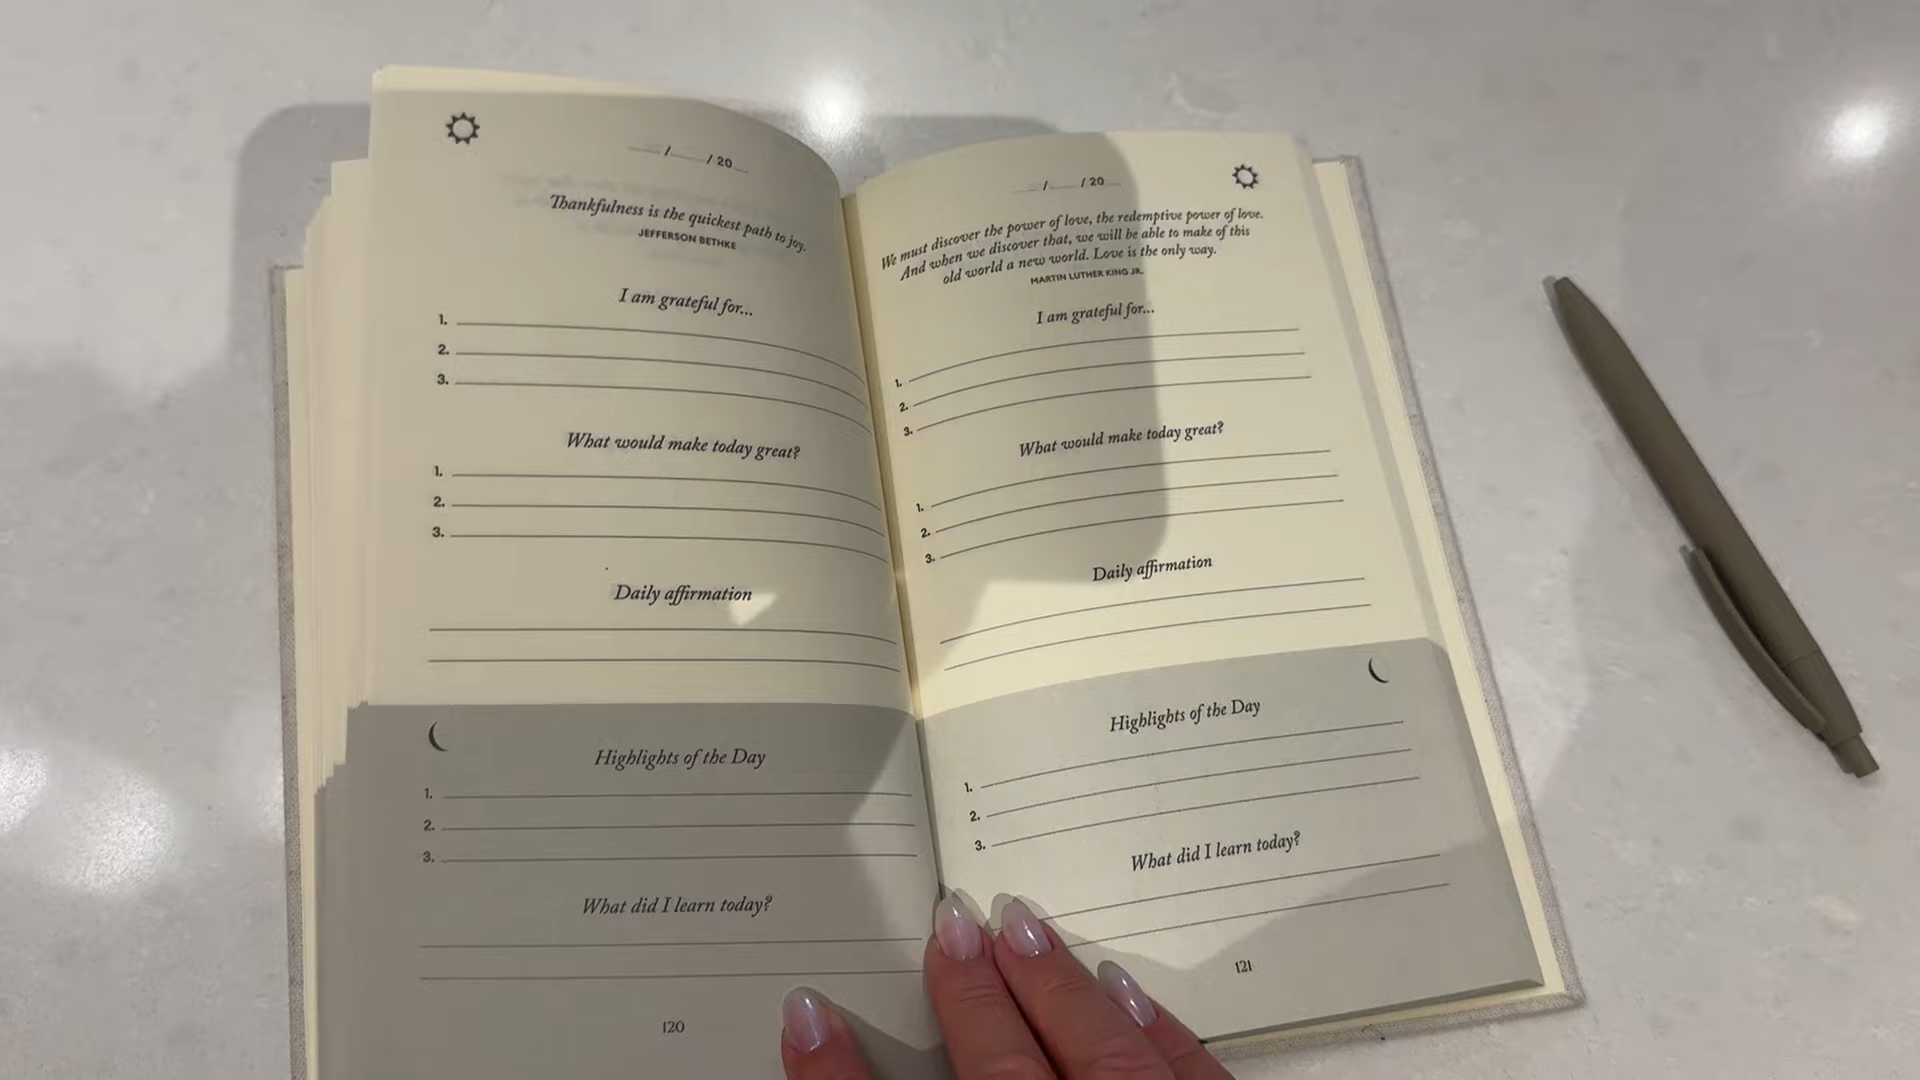 / / 20
Thankfulness is the quickest path to joy.
JEFFERSON BETHKE
I am grateful for...
1.
2.
3.
What would make today great?
1.
2.
3.
Daily affirmation
Highlights of the Day
1.
2.
3.
What did I learn today?
120
/ / 20
We must discover the power of love, the redemptive power of love.
And when we discover that, we will be able to make of this
old world a new world. Love is the only way.
MARTIN LUTHER KING JR.
I am grateful for...
1.
2.
3.
What would make today great?
1.
2.
3.
Daily affirmation
Highlights of the Day
1.
2.
3.
What did I learn today?
121